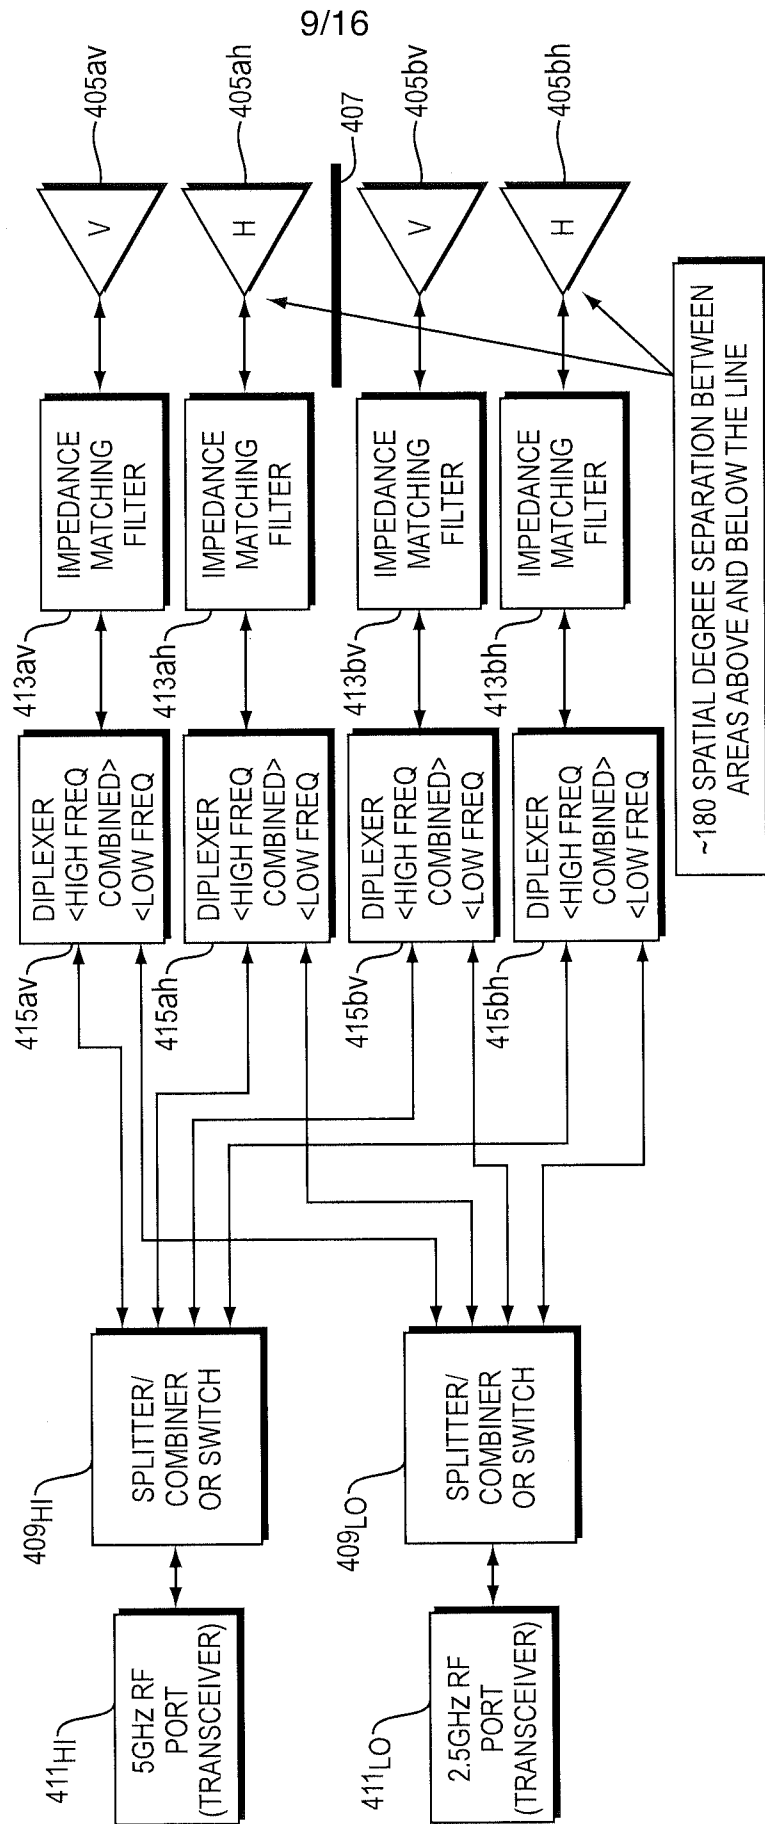 9/16
411HI
5GHz RF
PORT
(TRANSCEIVER)
409HI
SPLITTER/
COMBINER
OR SWITCH
411LO
2.5GHz RF
PORT
(TRANSCEIVER)
409LO
SPLITTER/
COMBINER
OR SWITCH
415av
DIPLEXER
<HIGH FREQ
COMBINED>
<LOW FREQ
413av
IMPEDANCE
MATCHING
FILTER
V
405av
415ah
DIPLEXER
<HIGH FREQ
COMBINED>
<LOW FREQ
413ah
IMPEDANCE
MATCHING
FILTER
H
405ah
407
415bv
DIPLEXER
<HIGH FREQ
COMBINED>
<LOW FREQ
413bv
IMPEDANCE
MATCHING
FILTER
V
405bv
415bh
DIPLEXER
<HIGH FREQ
COMBINED>
<LOW FREQ
413bh
IMPEDANCE
MATCHING
FILTER
H
405bh
~180 SPATIAL DEGREE SEPARATION BETWEEN
AREAS ABOVE AND BELOW THE LINE